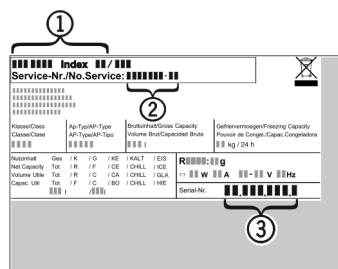 1
Index /
Service-Nr./No.Service: -
2
Klasse/Class
Classe/Clase
Ap-Typ/AP-Type
AP-Type/AP-Tipo
Bruttoinhalt/Gross Capacity
Volume Brut/Capacidad Bruta
l
Gefriervermoegen/Freezing Capacity
Pouvoir de Congel./Capac.Congeladora
kg / 24 h
Nutzinhalt Ges / K / G / KE / KALT / EIS
Net.Capacity Tot / R / F / CE / CHILL / ICE
Volume Utile Tot / R / C / CA / CHILL / GLA
Capac. Util Tot / F / C / BO / CHILL / HIE
l / l
R : g
W A - V Hz
Serial-Nr.
3